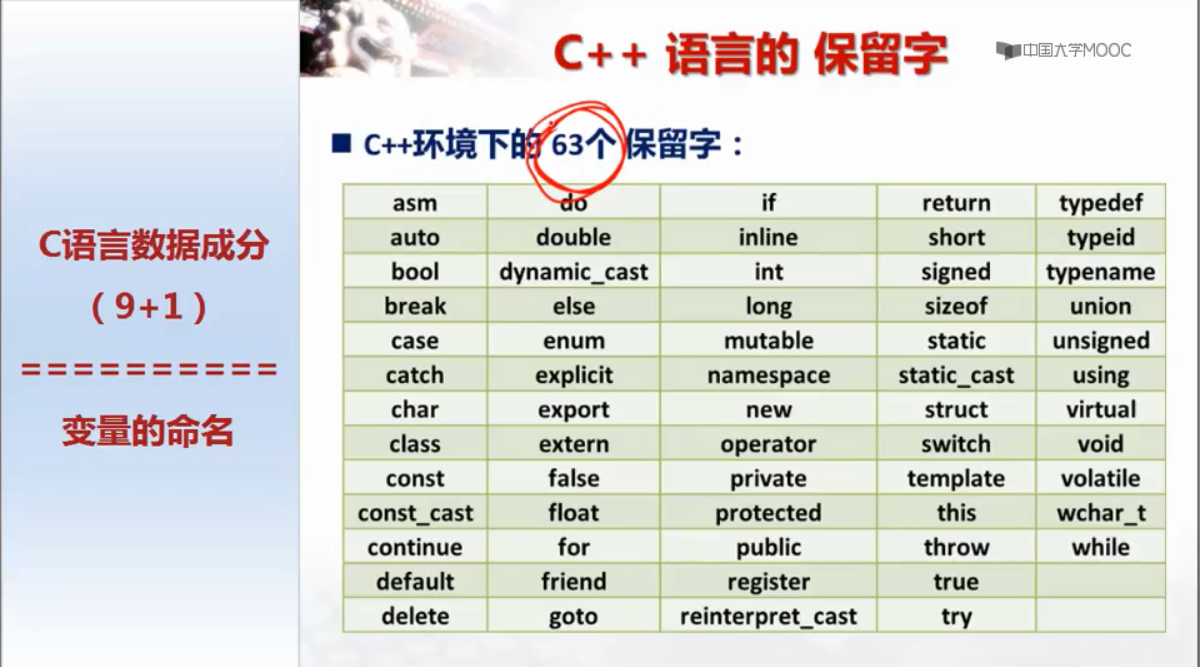 C++ 语言的 保留字
中国大学MOOC
C语言数据成分
（9+1）
==========
变量的命名
■ C++环境下的 63个 保留字：
asm do if return typedef
auto double inline short typeid
bool dynamic_cast int signed typename
break else long sizeof union
case enum mutable static unsigned
catch explicit namespace static_cast using
char export new struct virtual
class extern operator switch void
const false private template volatile
const_cast float protected this wchar_t
continue for public throw while
default friend register true
delete goto reinterpret_cast try